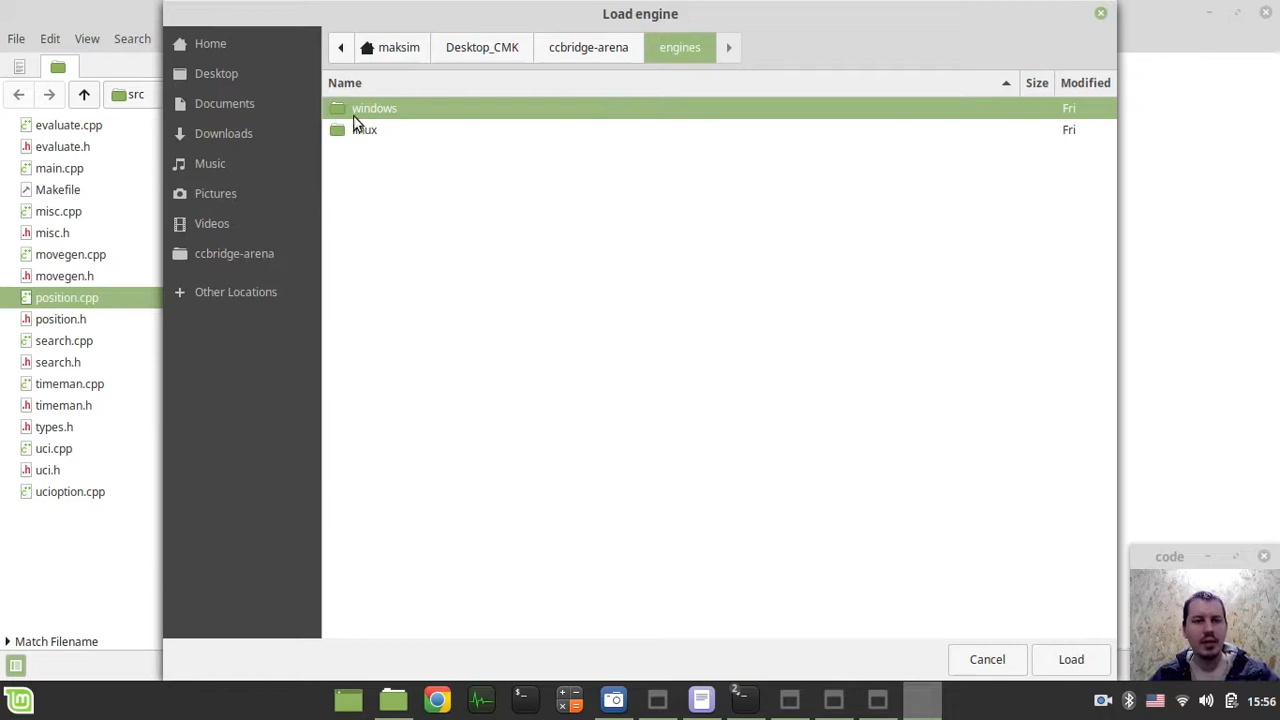 Load engine
File Edit View Search
Home
maksim
Desktop_CMK
ccbridge-arena
engines
src
Desktop
Documents
Downloads
Music
Pictures
Videos
ccbridge-arena
Other Locations
Name
Size
Modified
windows
Fri
Fri
evaluate.cpp
evaluate.h
main.cpp
Makefile
misc.cpp
misc.h
movegen.cpp
movegen.h
position.cpp
position.h
search.cpp
search.h
timeman.cpp
timeman.h
types.h
uci.cpp
uci.h
ucioption.cpp
Match Filename
Cancel
Load
code
15:56